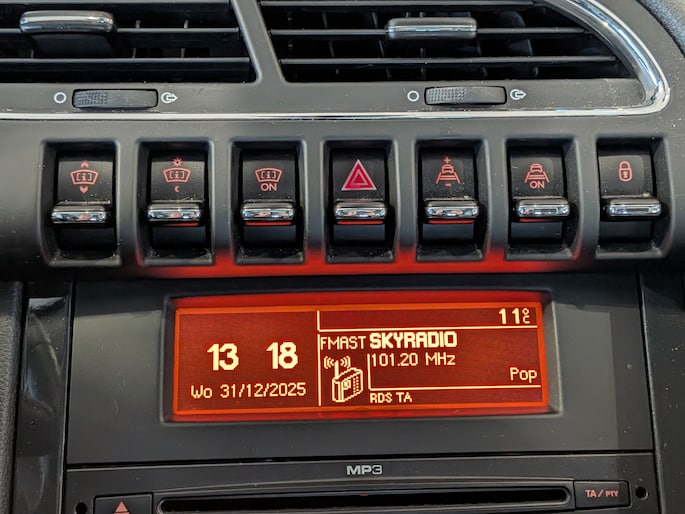 ON
ON
11°C
FMAST SKYRADIO
13 18
101.20 MHz
Pop
Wo 31/12/2025
RDS TA
MP3
TA/PTY